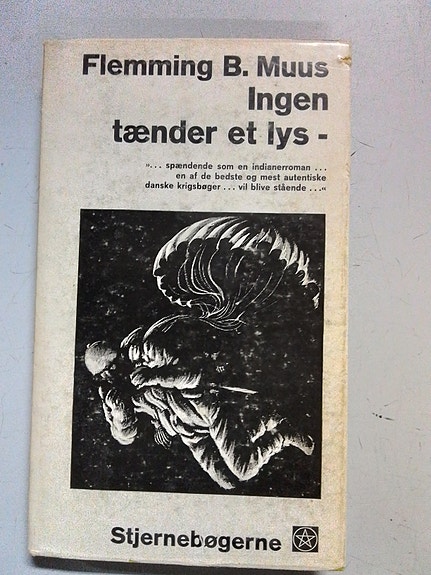 Flemming B. Muus
Ingen
tænder et lys -
»... spændende som en indianerroman ...
en af de bedste og mest autentiske
danske krigsbøger ... vil blive stående ...«
Stjernebøgerne